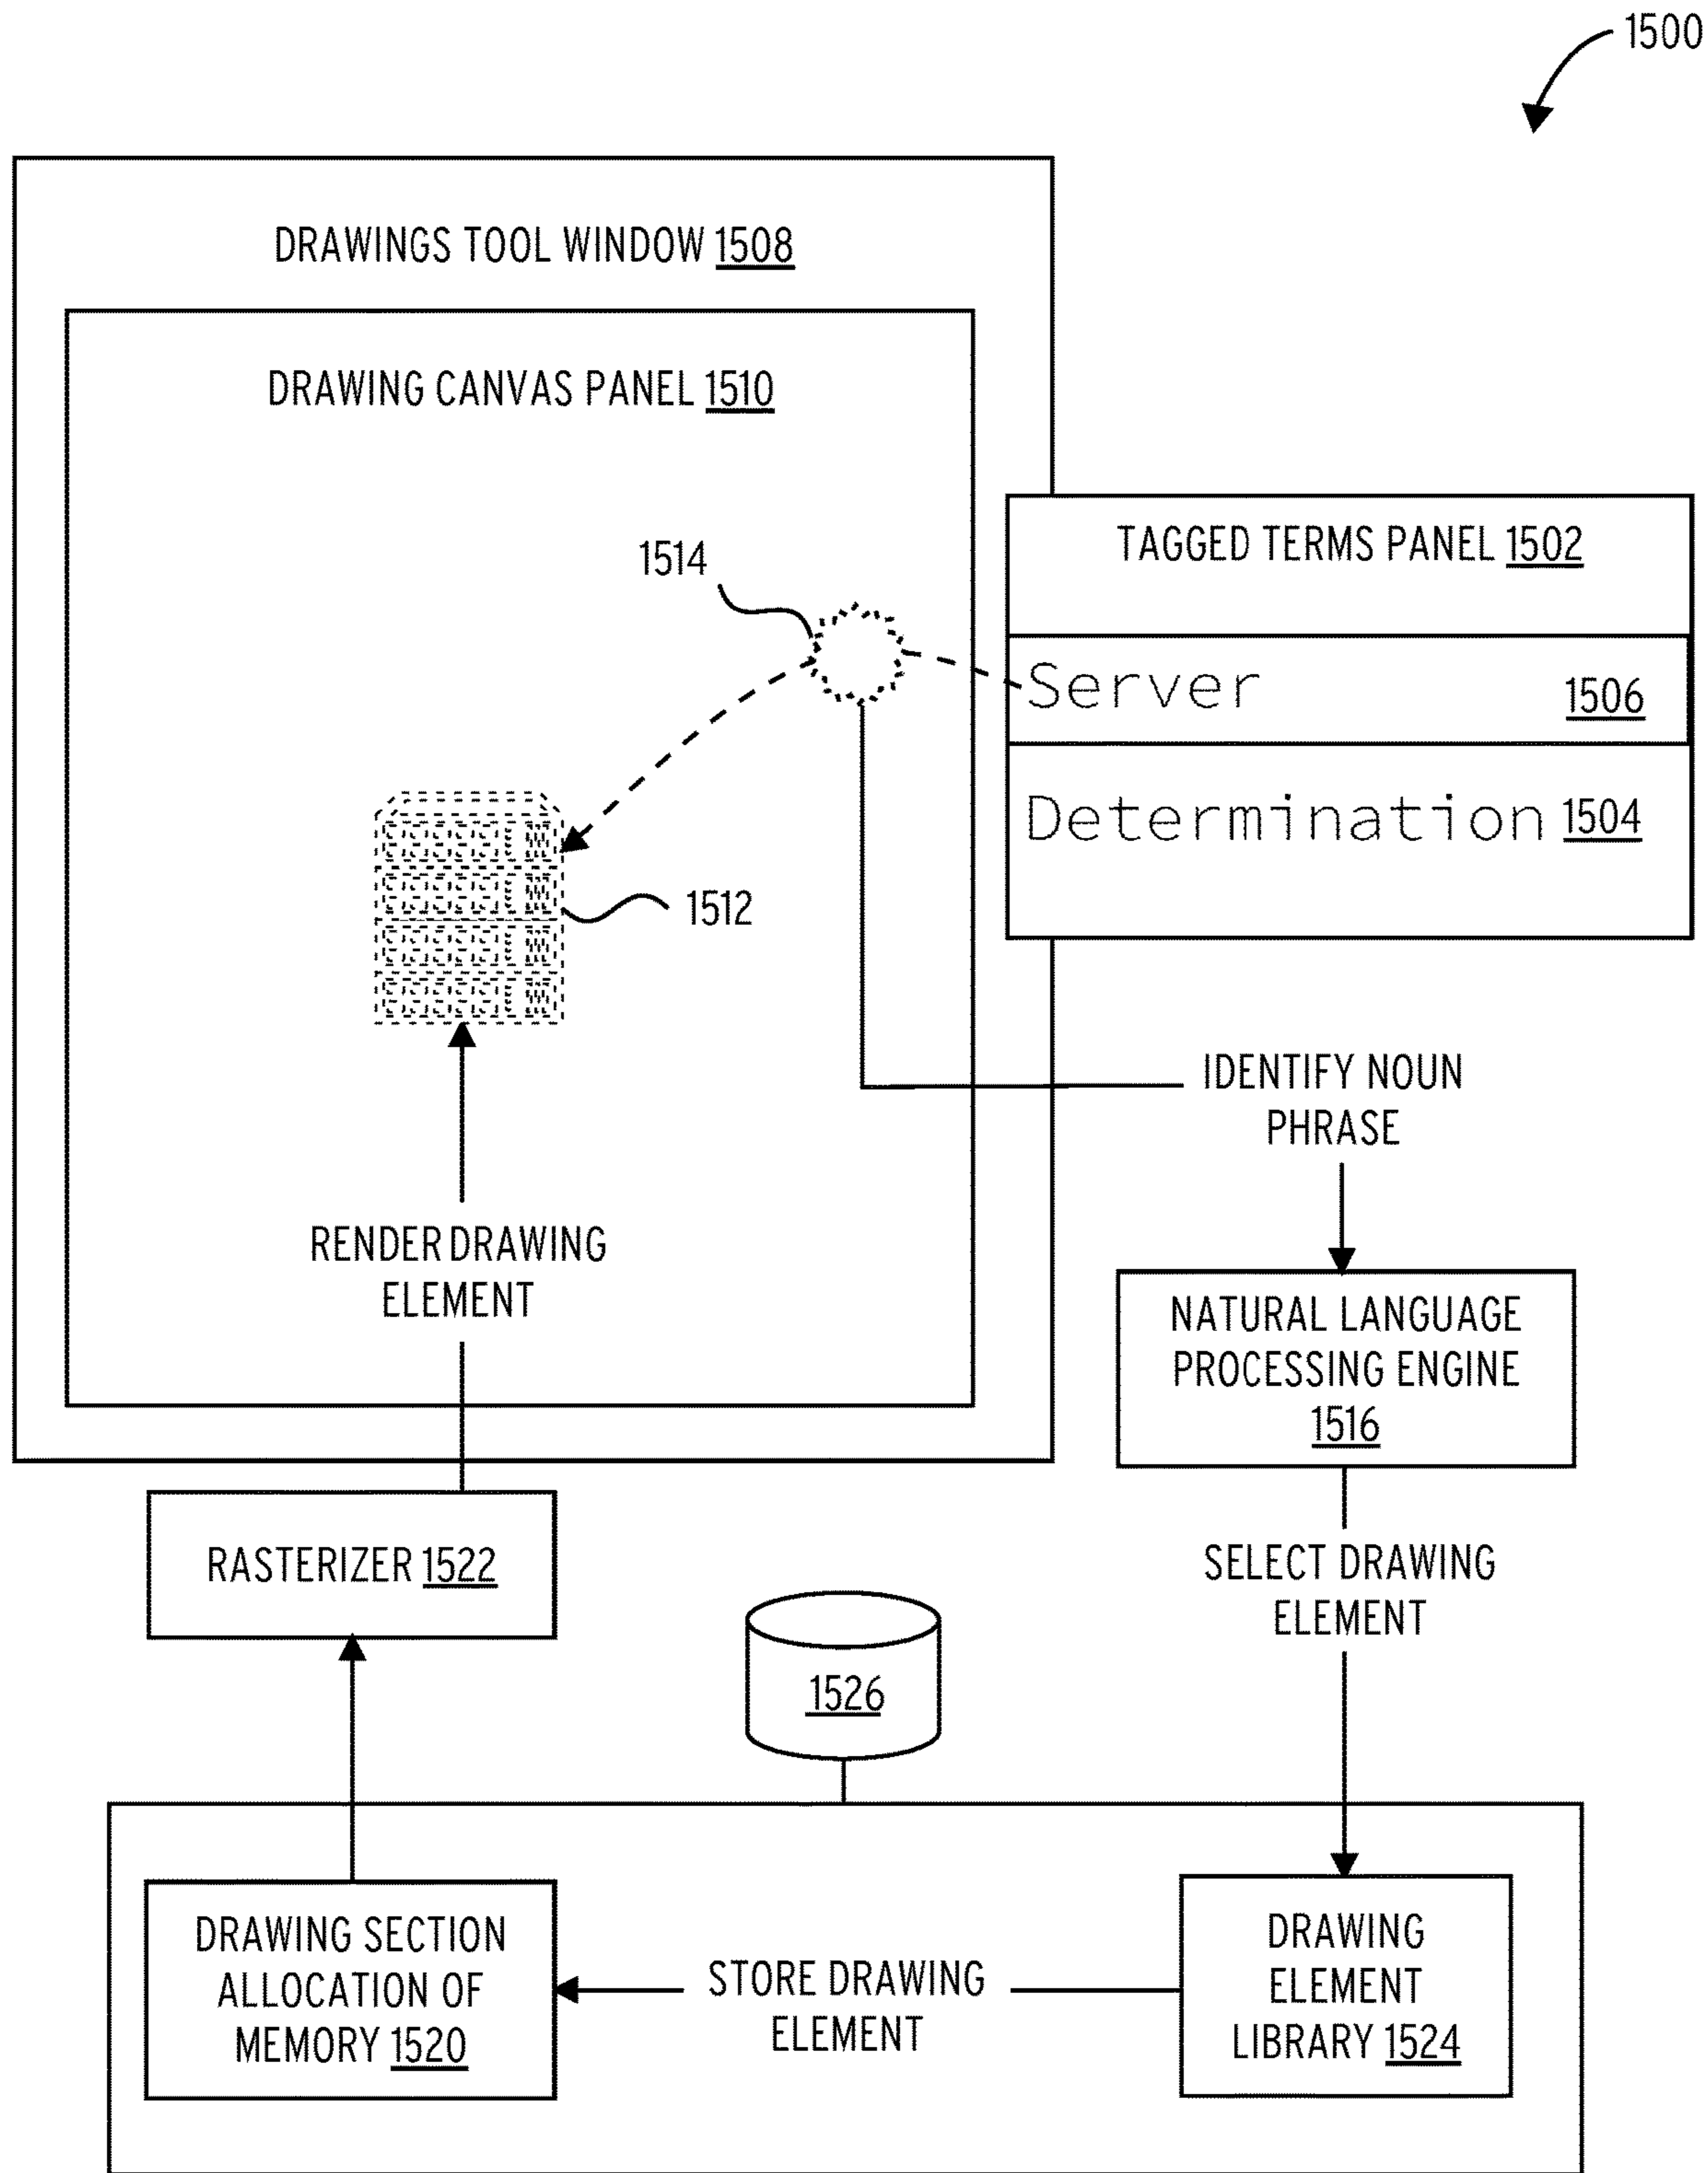 1500
DRAWINGS TOOL WINDOW 1508
DRAWING CANVAS PANEL 1510
TAGGED TERMS PANEL 1502
1514
Server 1506
Determination 1504
1512
IDENTIFY NOUN
PHRASE
RENDER DRAWING
ELEMENT
NATURAL LANGUAGE
PROCESSING ENGINE
1516
RASTERIZER 1522
SELECT DRAWING
ELEMENT
1526
DRAWING SECTION
ALLOCATION OF
MEMORY 1520
STORE DRAWING
ELEMENT
DRAWING
ELEMENT
LIBRARY 1524